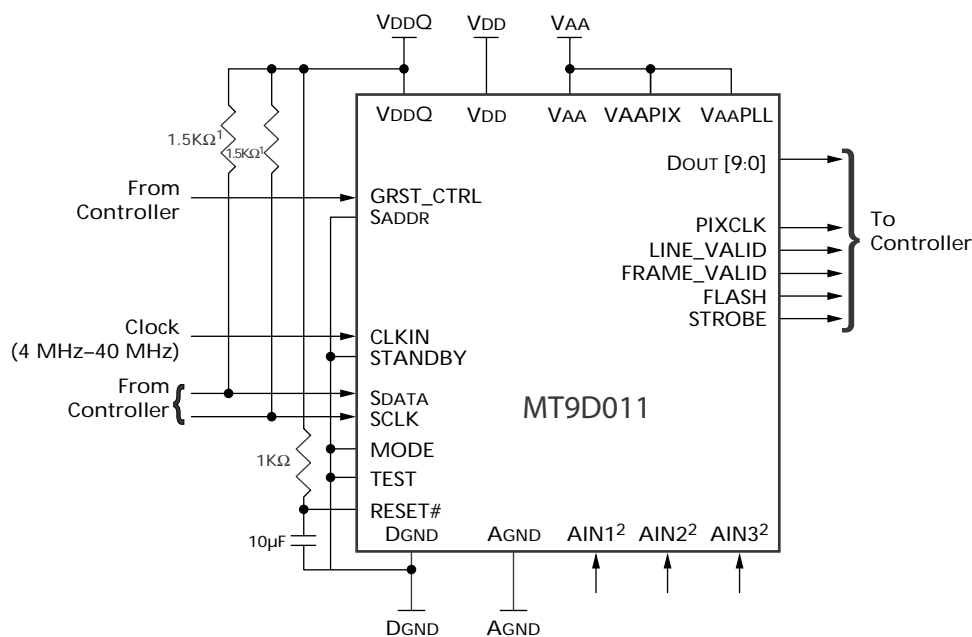 VDDQ VDD VAA
VDDQ VDD VAA VAAPIX VAAPLL
1.5KΩ¹
1.5KΩ¹
DOUT [9:0]
From
Controller
GRST_CTRL
SADDR
PIXCLK
LINE_VALID
FRAME_VALID
FLASH
STROBE
To
Controller
Clock
(4 MHz–40 MHz)
CLKIN
STANDBY
From
Controller
SDATA
SCLK
MT9D011
MODE
1KΩ
TEST
RESET#
10µF
DGND AGND AIN1² AIN2² AIN3²
DGND AGND